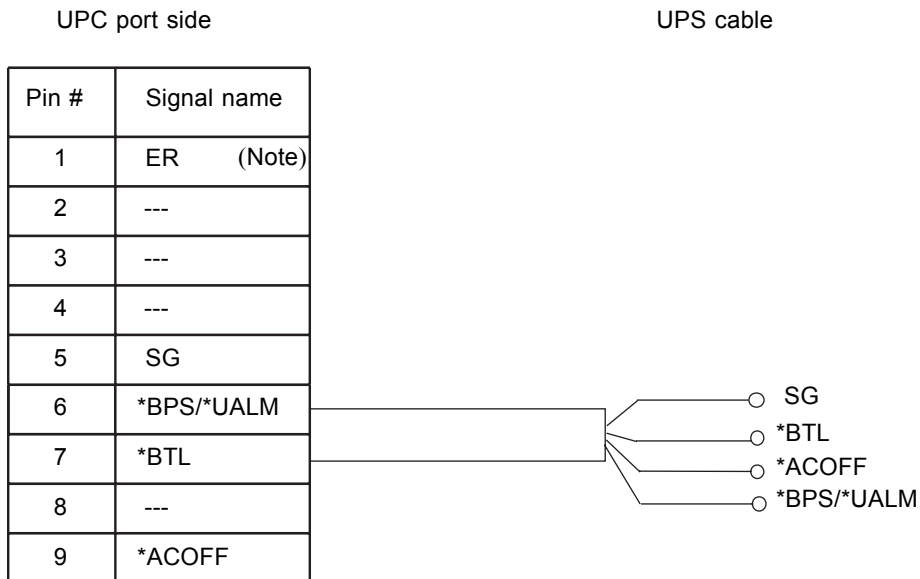 UPC port side
UPS cable
Pin # Signal name
1 ER (Note)
2 ---
3 ---
4 ---
5 SG
6 *BPS/*UALM
7 *BTL
8 ---
9 *ACOFF
SG
*BTL
*ACOFF
*BPS/*UALM